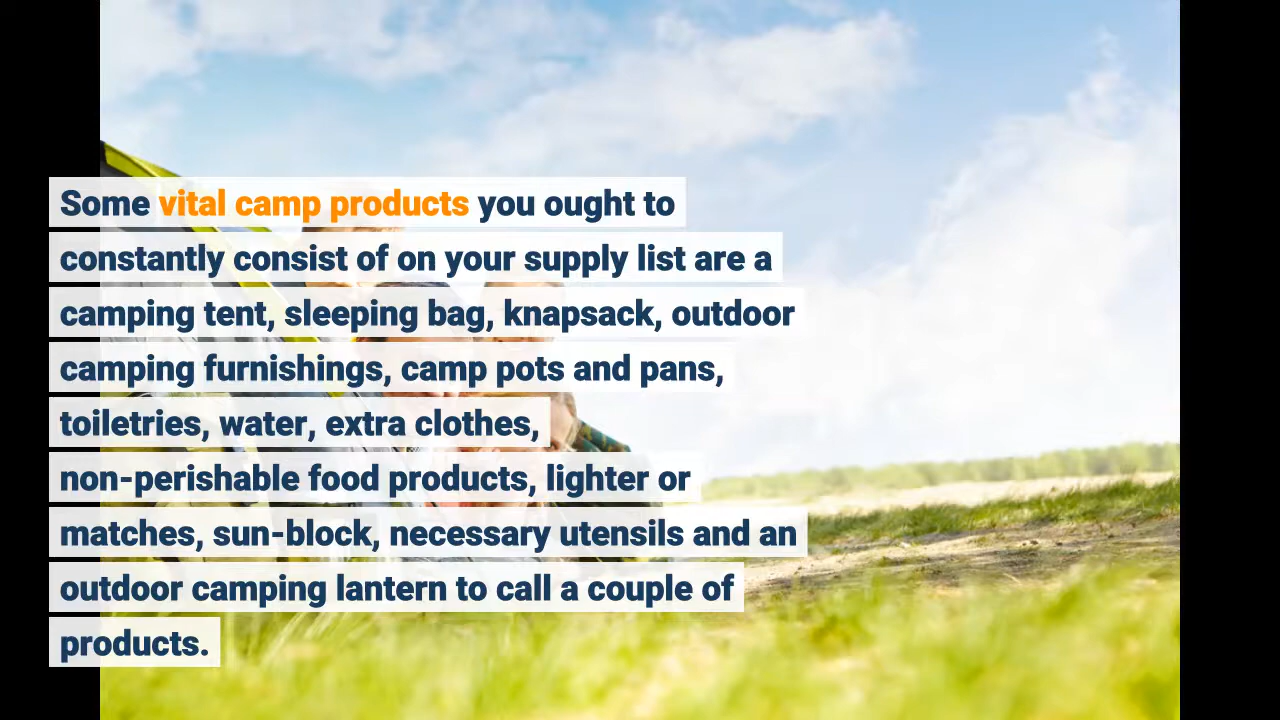 Some vital camp products you ought to
constantly consist of on your supply list are a
camping tent, sleeping bag, knapsack, outdoor
camping furnishings, camp pots and pans,
toiletries, water, extra clothes,
non-perishable food products, lighter or
matches, sun-block, necessary utensils and an
outdoor camping lantern to call a couple of
products.